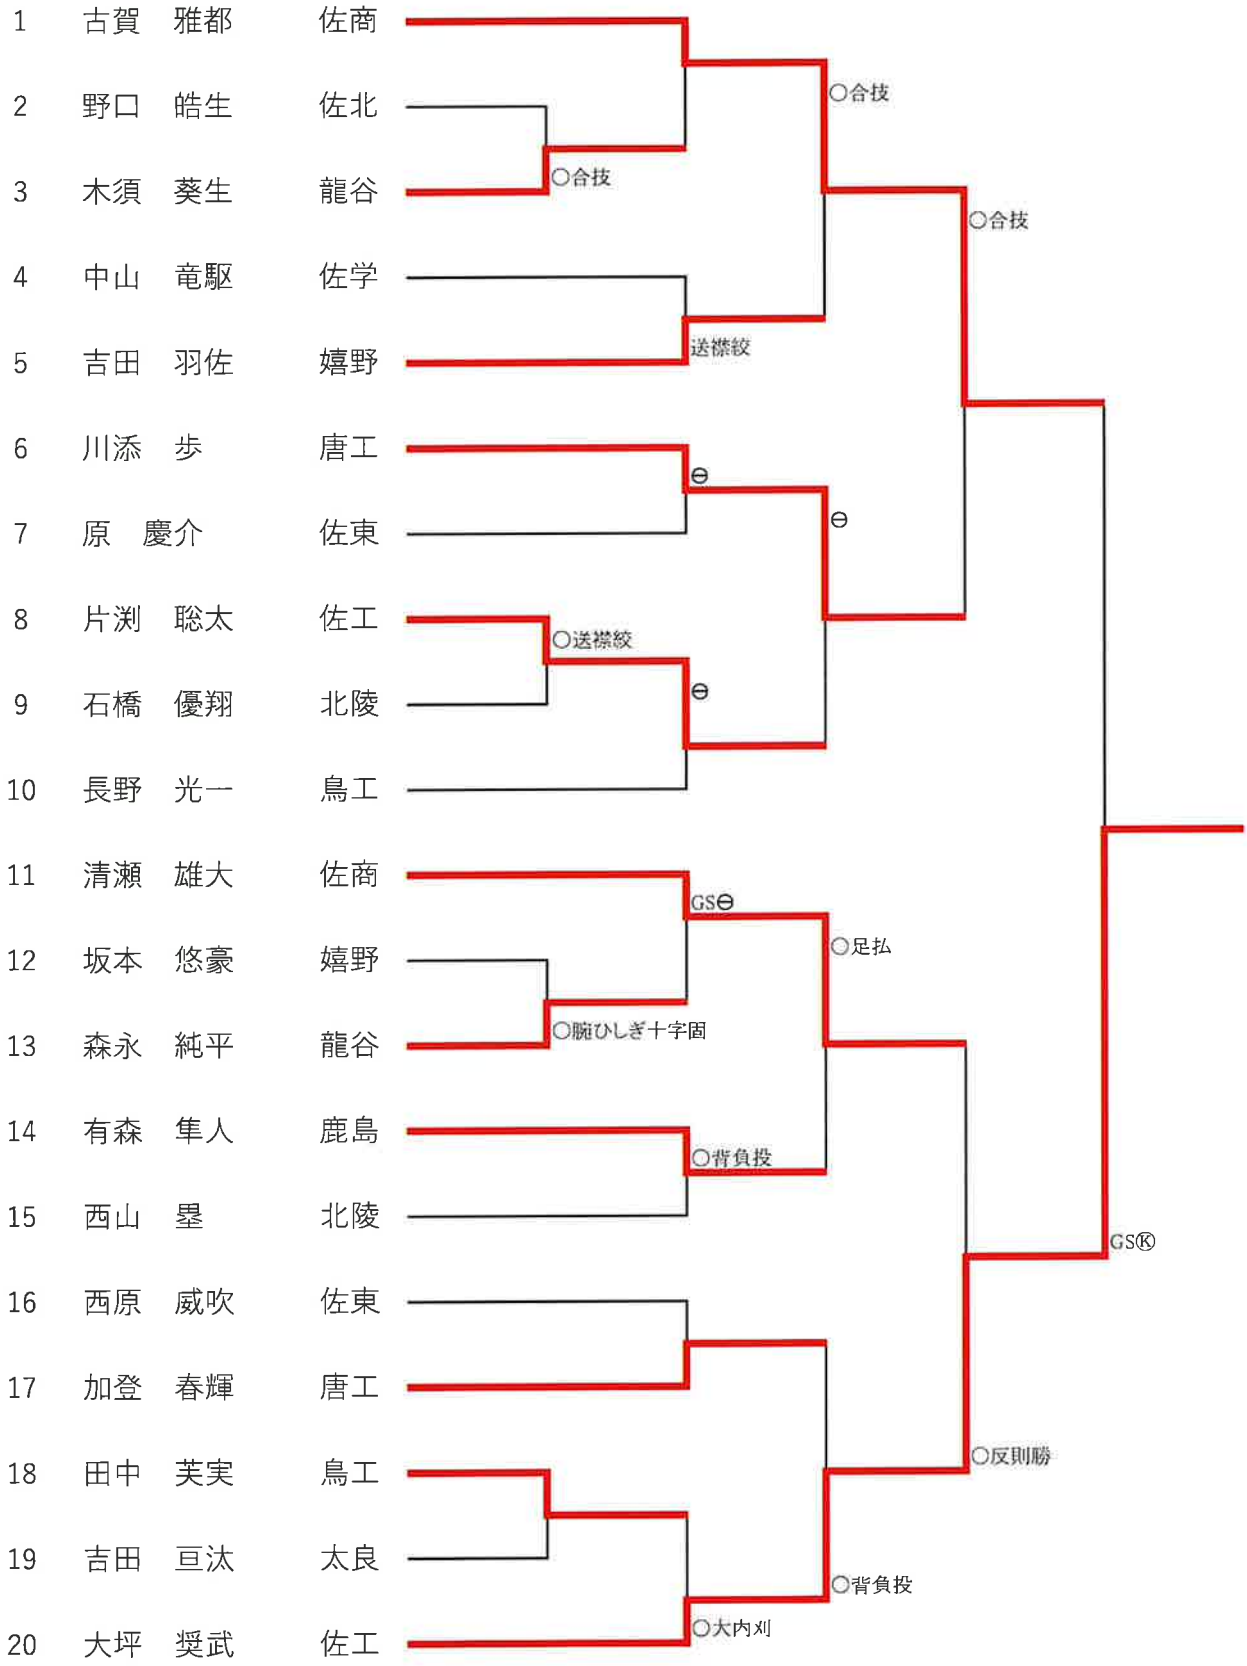 1 古賀 雅都 佐商
○合技
2 野口 皓生 佐北
○合技
3 木須 葵生 龍谷
○合技
4 中山 竜駆 佐学
送襟絞
5 吉田 羽佐 嬉野
6 川添 歩 唐工
⊖
⊖
7 原 慶介 佐東
8 片渕 聡太 佐工
○送襟絞
⊖
9 石橋 優翔 北陵
10 長野 光一 鳥工
11 清瀬 雄大 佐商
GS⊖
○足払
12 坂本 悠豪 嬉野
○腕ひしぎ十字固
13 森永 純平 龍谷
14 有森 隼人 鹿島
○背負投
15 西山 塁 北陵
GSⓀ
16 西原 威吹 佐東
17 加登 春輝 唐工
○反則勝
18 田中 芙実 鳥工
19 吉田 亘汰 太良
○背負投
○大内刈
20 大坪 奨武 佐工